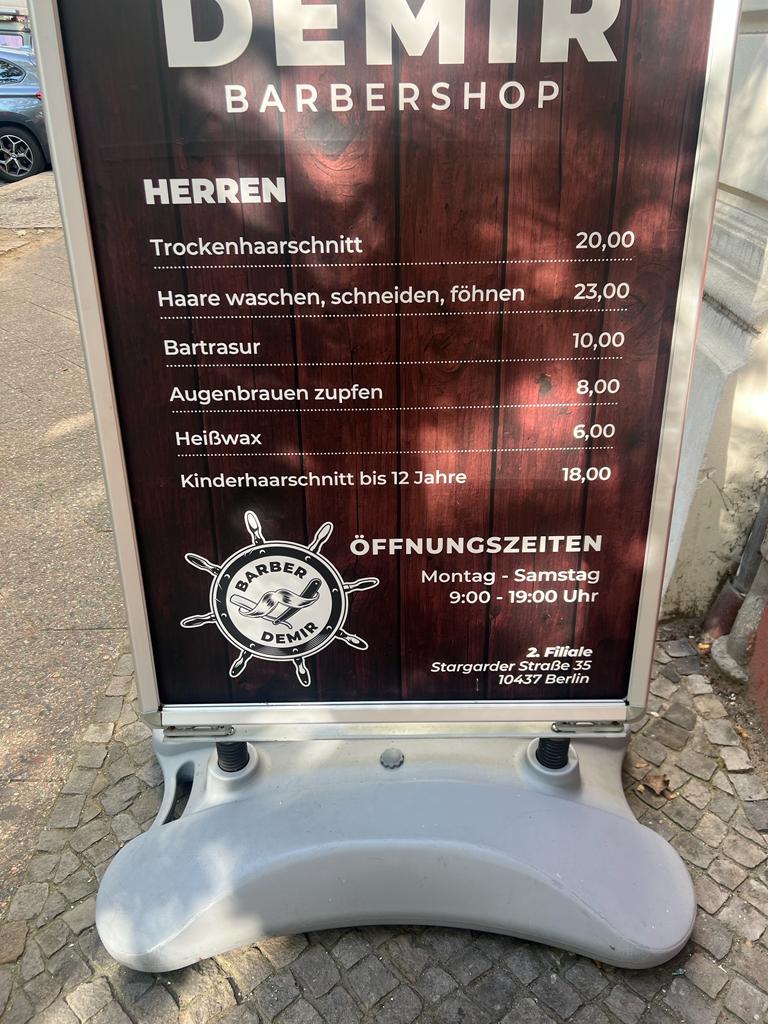 DEMIR
BARBERSHOP
HERREN
Trockenhaarschnitt 20,00
Haare waschen, schneiden, föhnen 23,00
Bartrasur 10,00
Augenbrauen zupfen 8,00
Heißwax 6,00
Kinderhaarschnitt bis 12 Jahre 18,00
BARBER
DEMIR
ÖFFNUNGSZEITEN
Montag - Samstag
9:00 - 19:00 Uhr
2. Filiale
Stargarder Straße 35
10437 Berlin